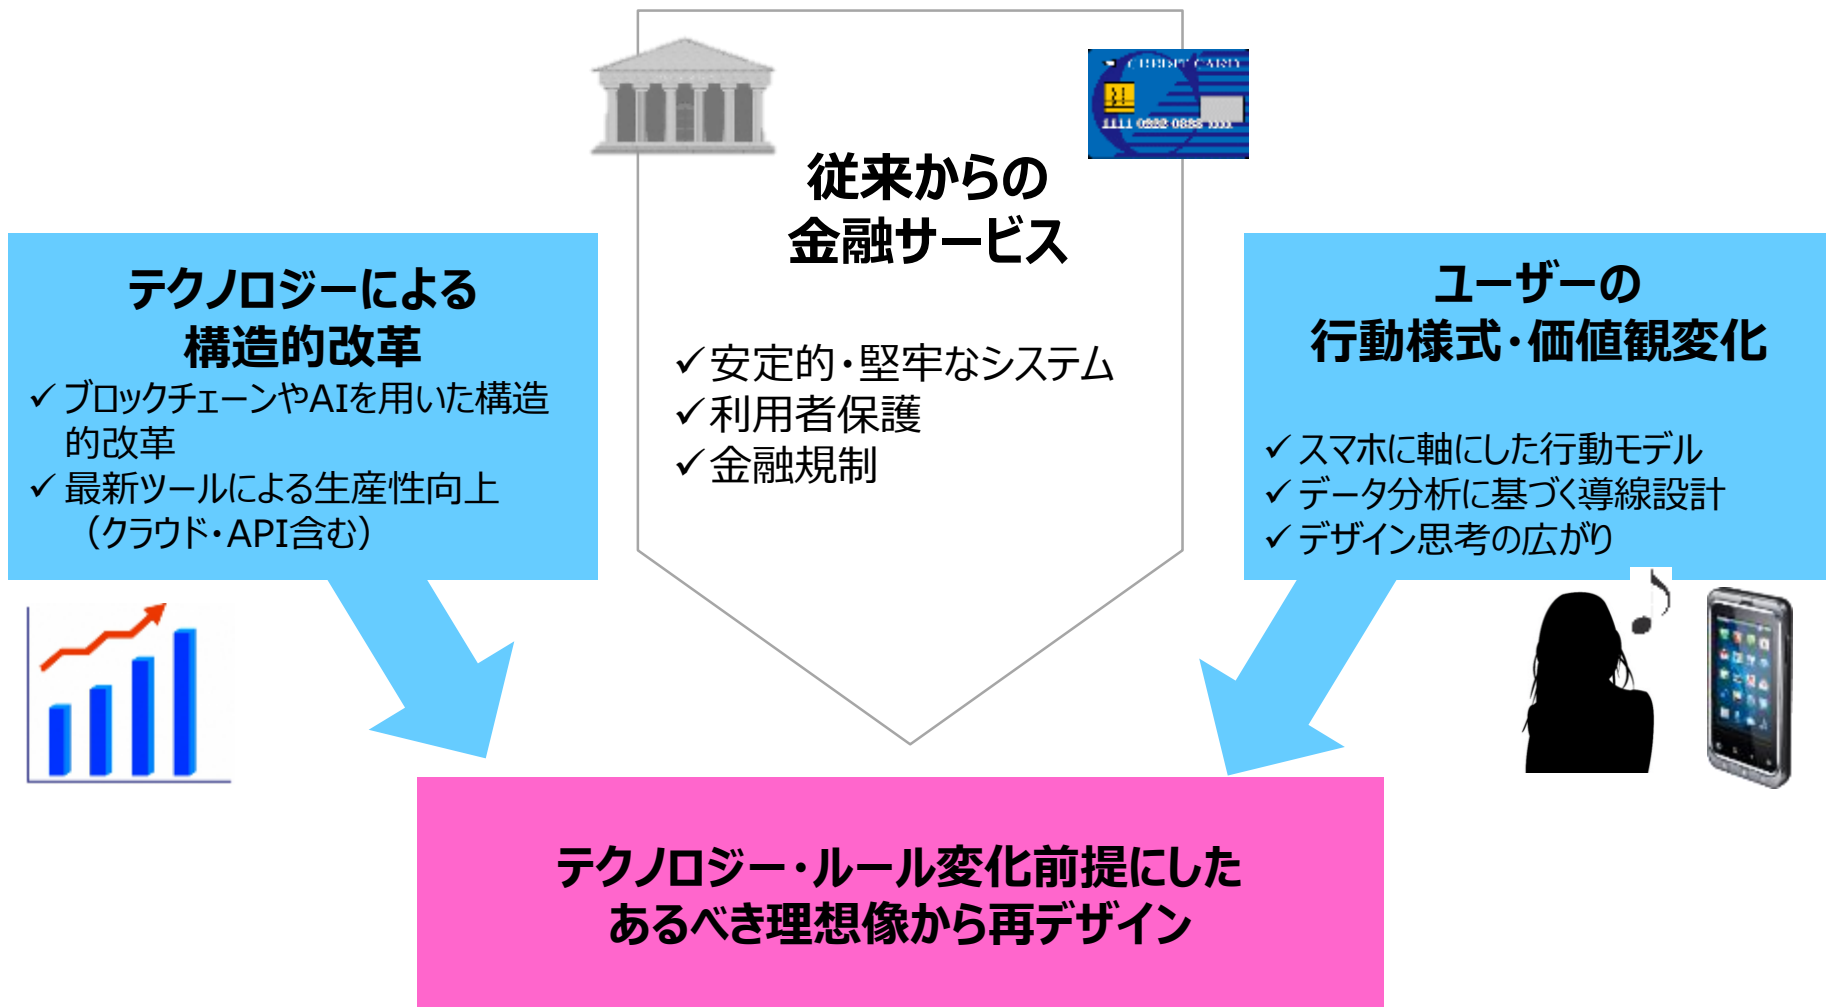 CREDIT CARD
従来からの
金融サービス
✓安定的・堅牢なシステム
✓利用者保護
✓金融規制
テクノロジーによる
構造的改革
✓ブロックチェーンやAIを用いた構造
的改革
✓最新ツールによる生産性向上
（クラウド・API含む）
ユーザーの
行動様式・価値観変化
✓スマホに軸にした行動モデル
✓データ分析に基づく導線設計
✓デザイン思考の広がり
テクノロジー・ルール変化前提にした
あるべき理想像から再デザイン